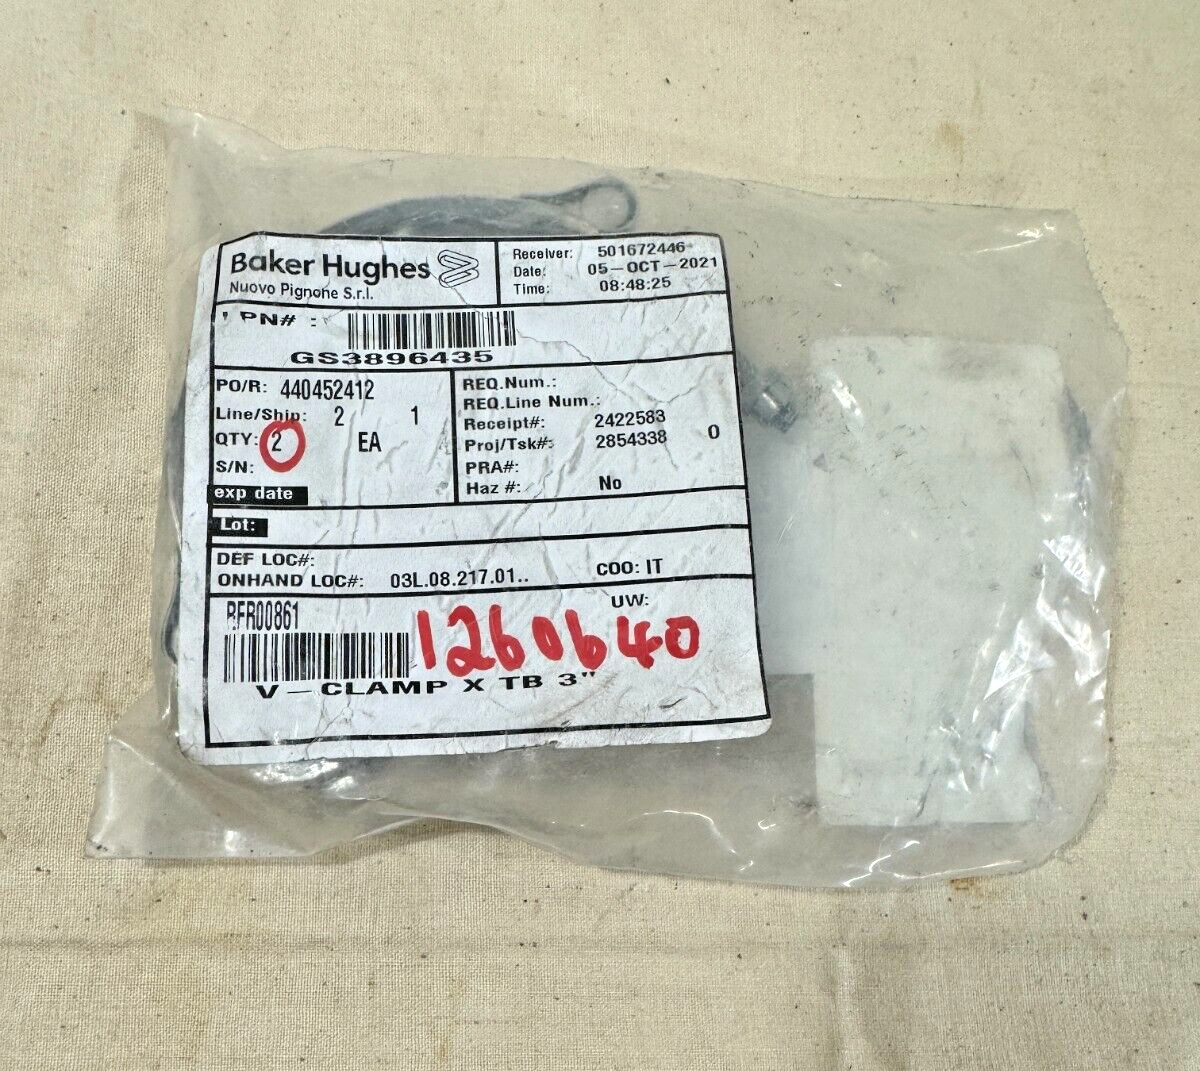 Baker Hughes
Nuovo Pignone S.r.l.
Receiver: 501672446
Date: 05-OCT-2021
Time: 08:48:25
PN# :
GS3896435
PO/R: 440452412
Line/Ship: 2 1
QTY: 2 EA
S/N:
exp date
REQ.Num.:
REQ.Line Num.:
Receipt#: 2422583
Proj/Tsk#: 2854338 0
PRA#:
Haz #: No
Lot:
DEF LOC#:
ONHAND LOC#: 03L.08.217.01.. COO: IT
UW:
RFR00861
1260640
V-CLAMP X TB 3"